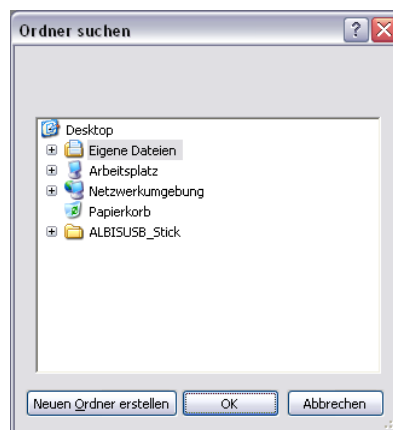 Ordner suchen
Desktop
Eigene Dateien
Arbeitsplatz
Netzwerkumgebung
Papierkorb
ALBISUSB_Stick
Neuen Ordner erstellen OK Abbrechen